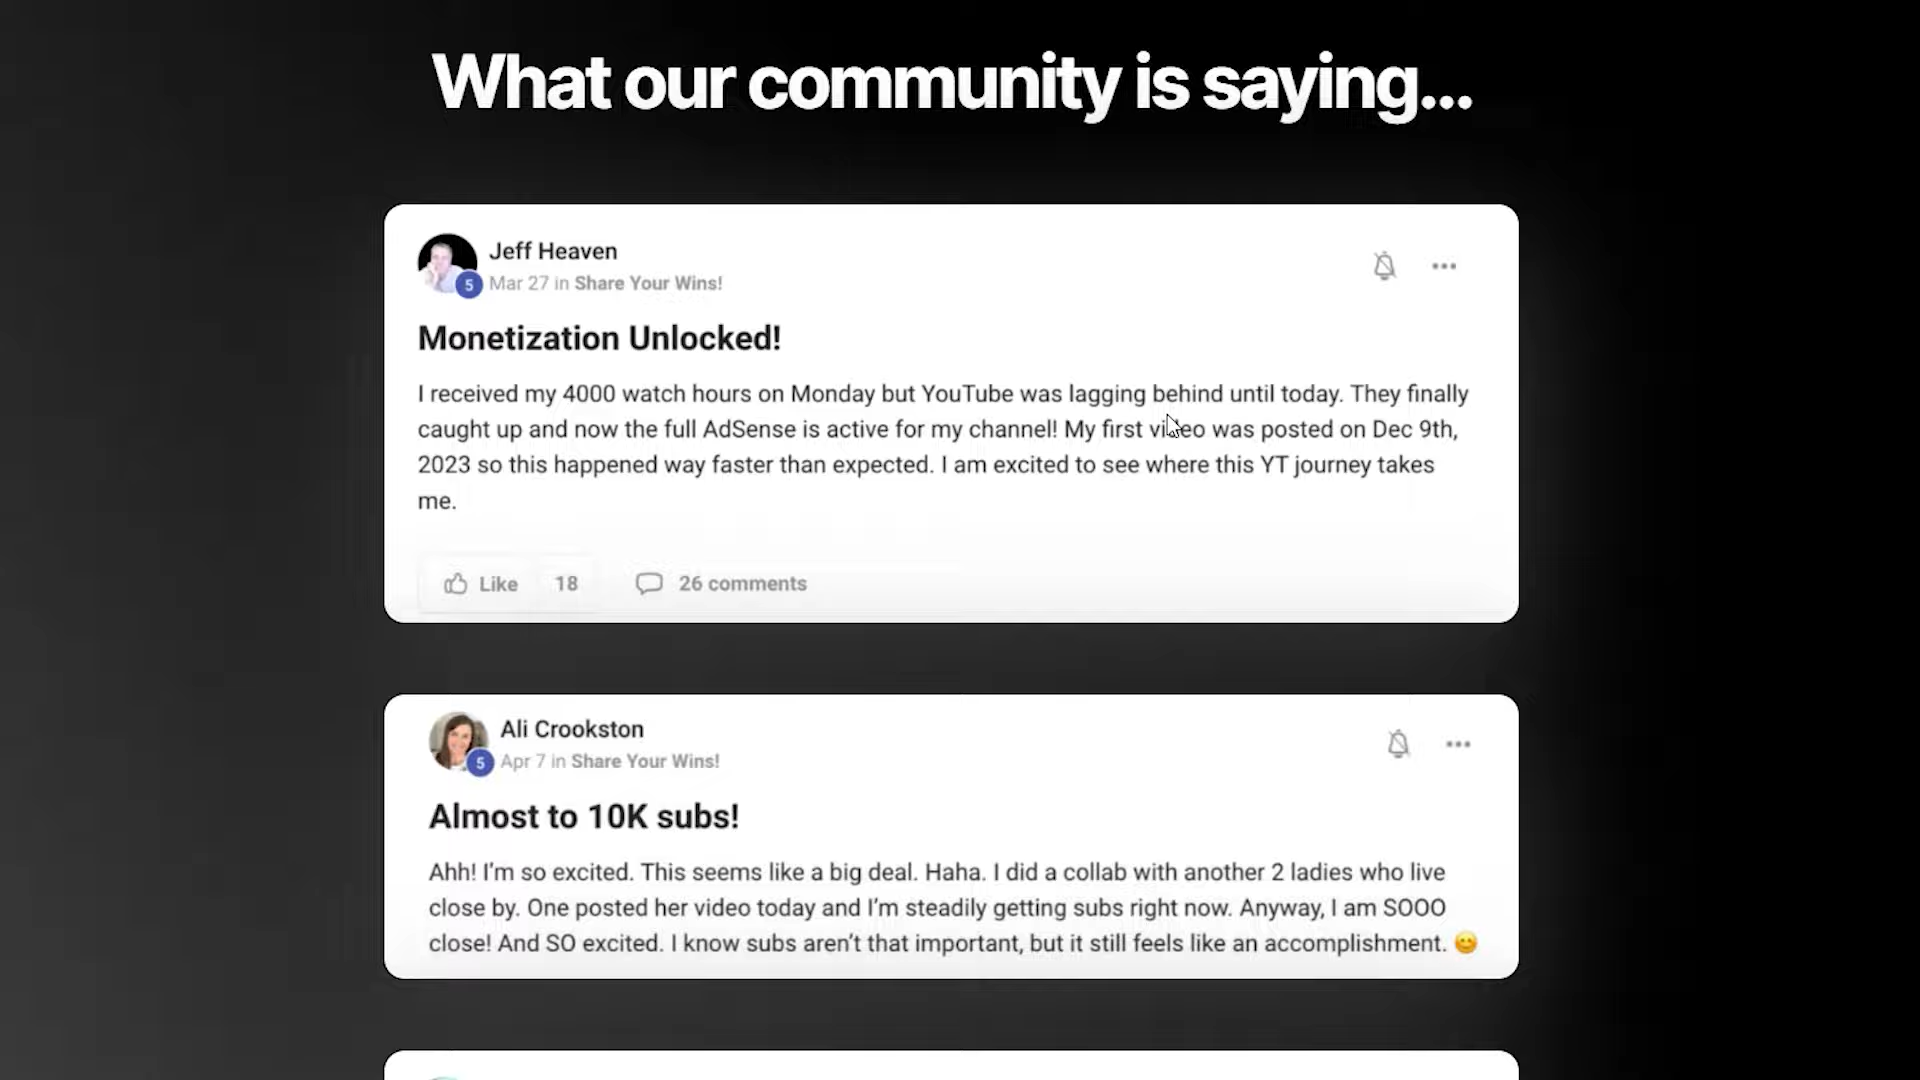 What our community is saying...
Jeff Heaven
5
Mar 27 in Share Your Wins!
Monetization Unlocked!
I received my 4000 watch hours on Monday but YouTube was lagging behind until today. They finally
caught up and now the full AdSense is active for my channel! My first video was posted on Dec 9th,
2023 so this happened way faster than expected. I am excited to see where this YT journey takes
me.
Like 18 26 comments
Ali Crookston
5
Apr 7 in Share Your Wins!
Almost to 10K subs!
Ahh! I'm so excited. This seems like a big deal. Haha. I did a collab with another 2 ladies who live
close by. One posted her video today and I'm steadily getting subs right now. Anyway, I am SOOO
close! And SO excited. I know subs aren't that important, but it still feels like an accomplishment. 😊